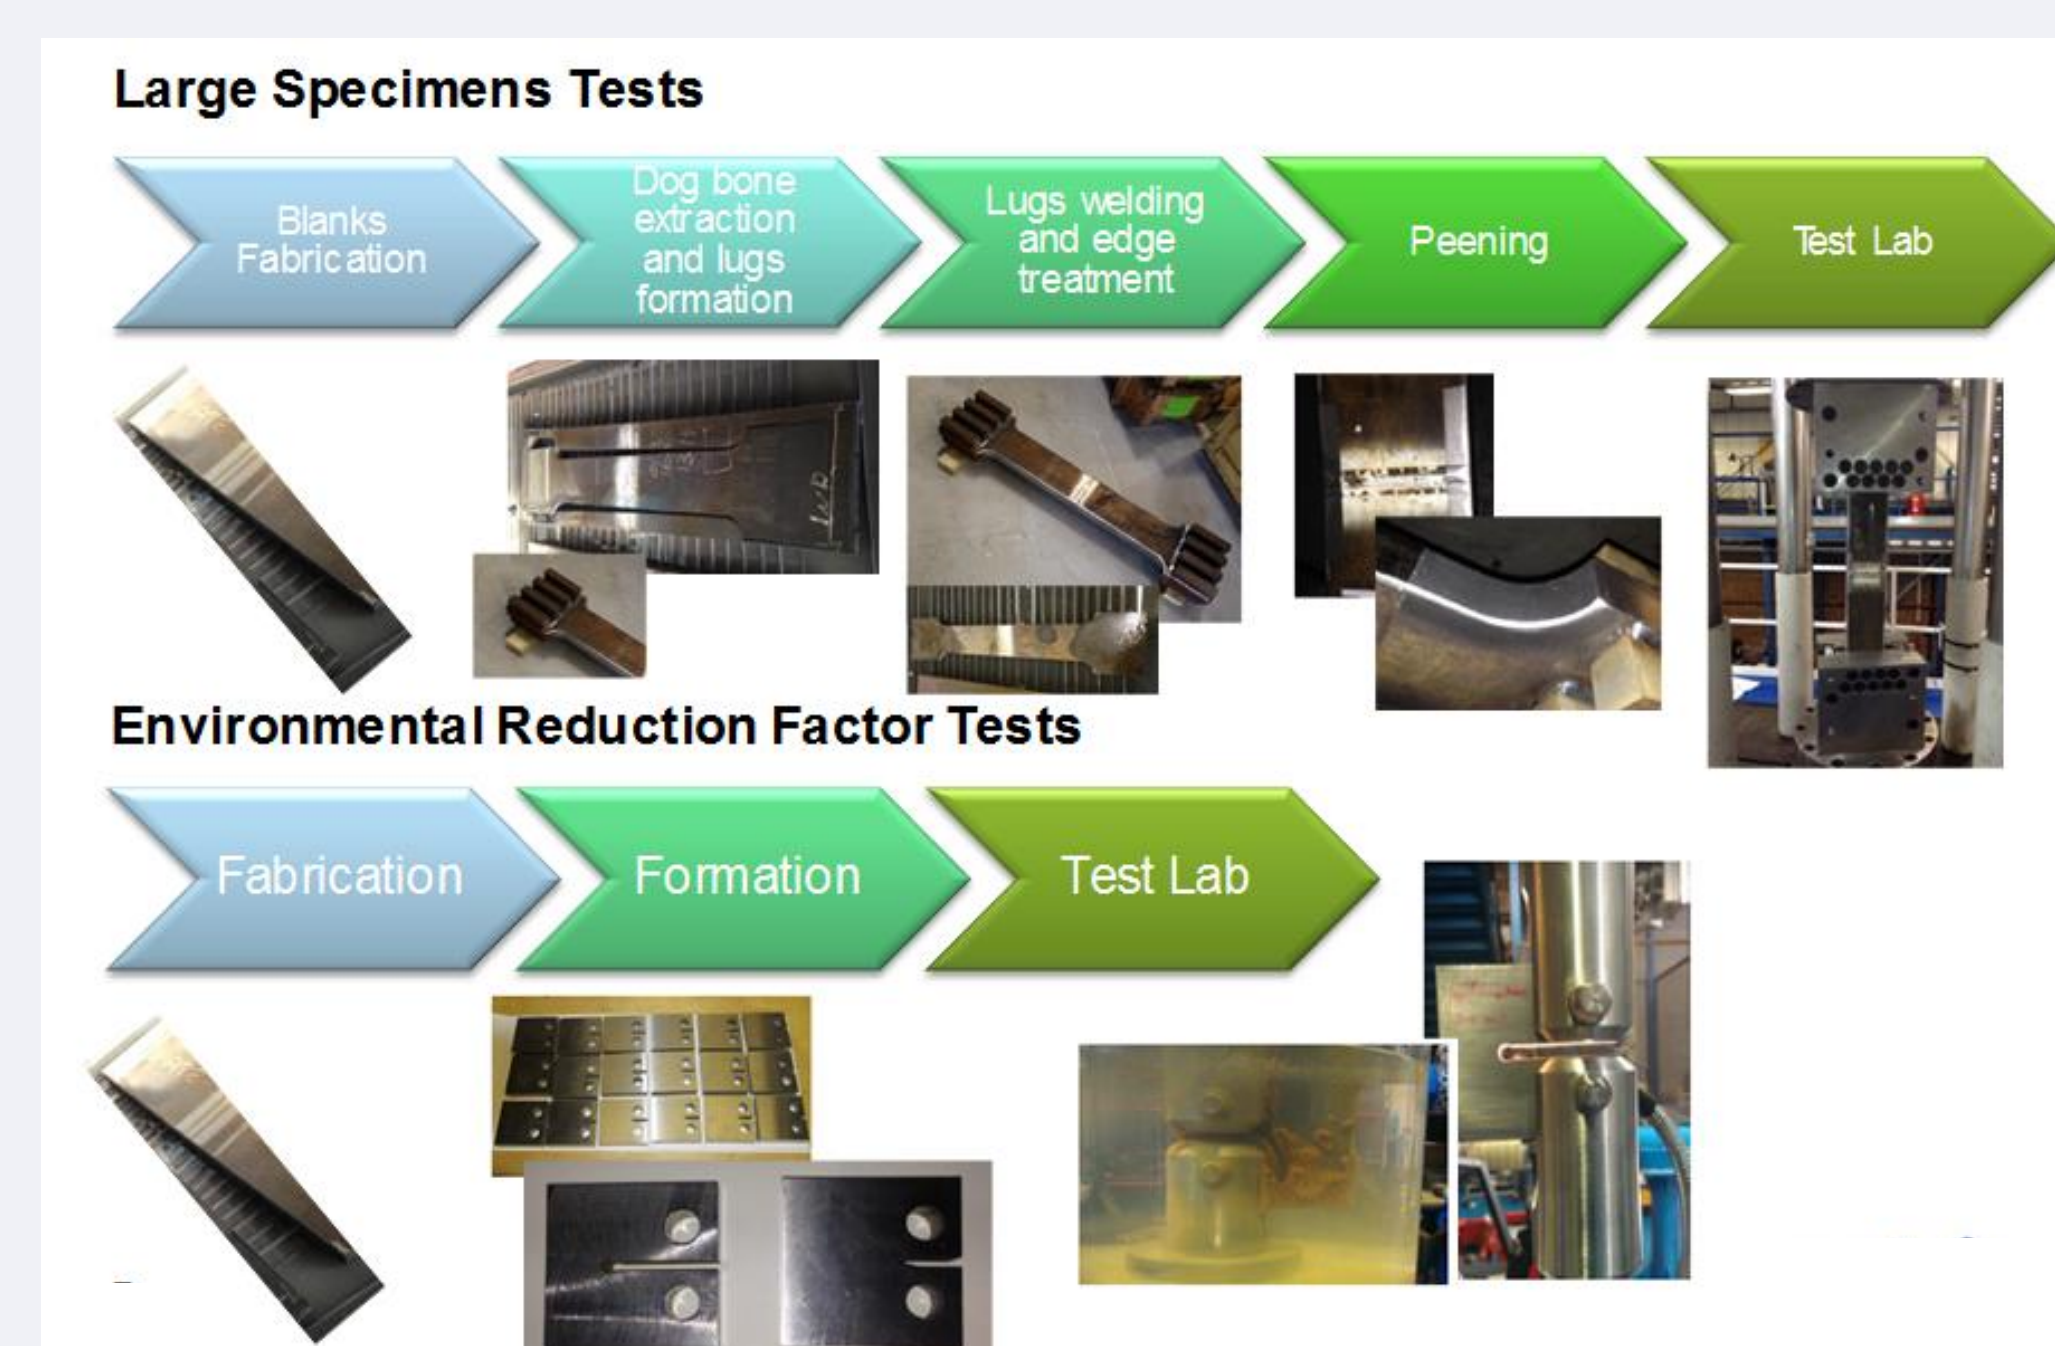 Large Specimens Tests
Blanks
Fabrication
Dog bone
extraction
and lugs
formation
Lugs welding
and edge
treatment
Peening
Test Lab
Environmental Reduction Factor Tests
Fabrication
Formation
Test Lab